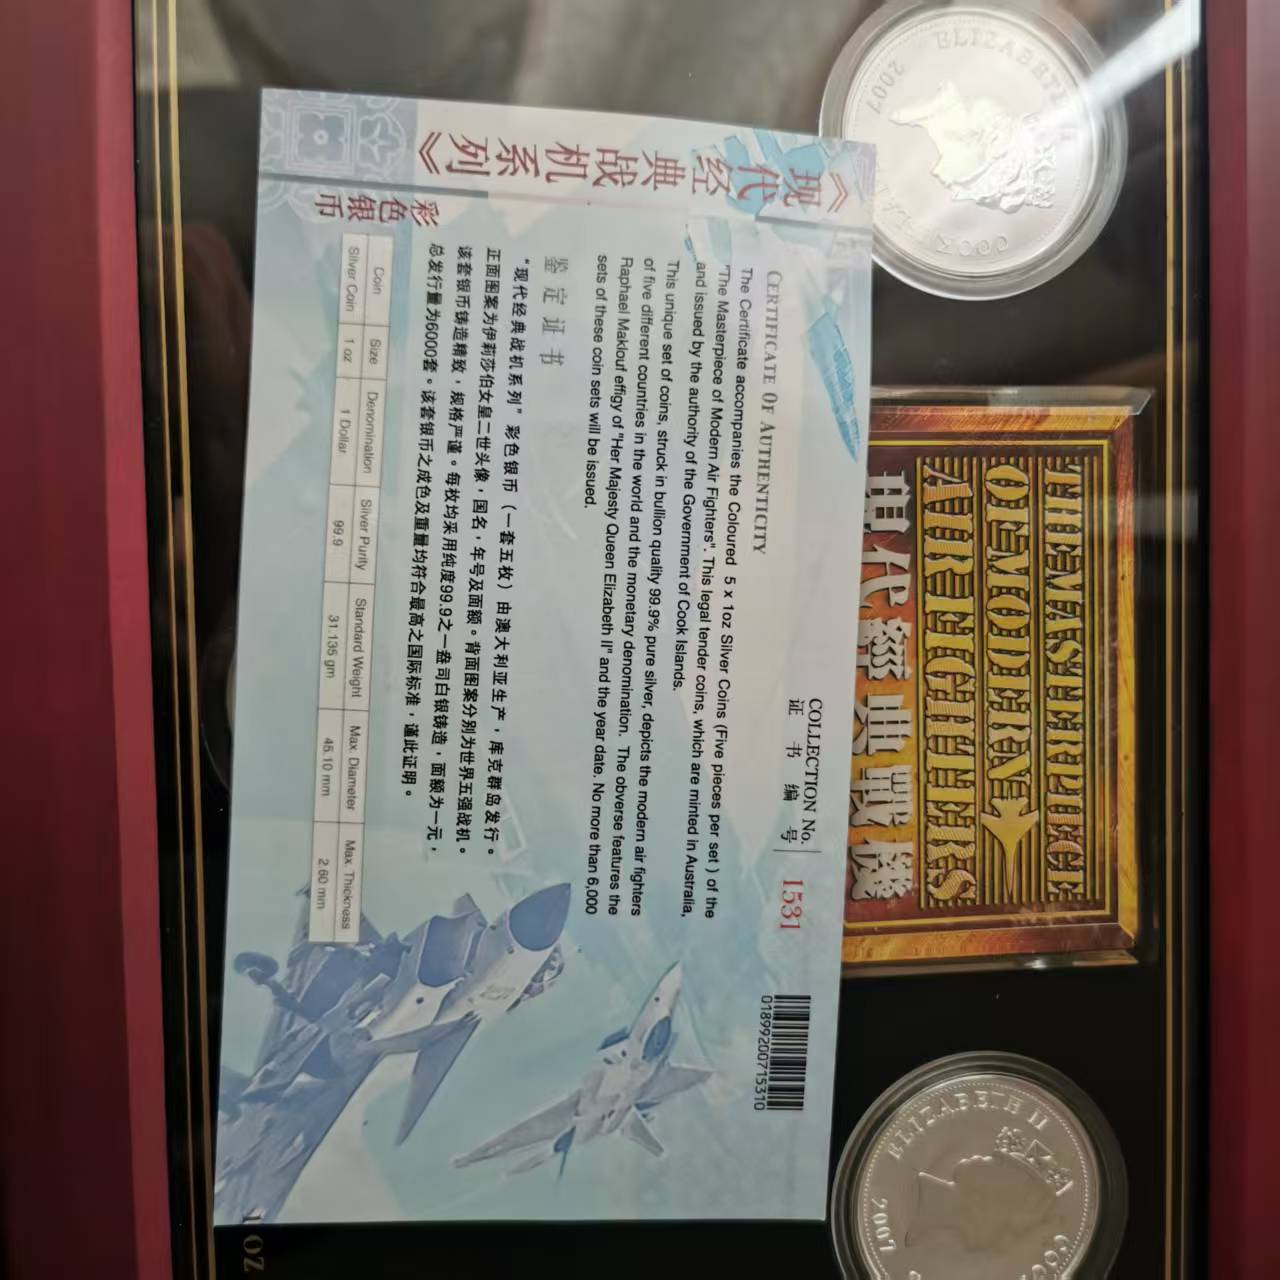 《现代经典战机系列》
彩色银币
COLLECTION No.
证书编号
1531
01899200715310
CERTIFICATE OF AUTHENTICITY
The Certificate accompanies the Coloured 5 x 1oz Silver Coins (Five pieces per set ) of the
"The Masterpiece of Modern Air Fighters". This legal tender coins, which are minted in Australia,
and issued by the authority of the Government of Cook Islands.
This unique set of coins, struck in bullion quality 99.9% pure silver, depicts the modern air fighters
of five different countries in the world and the monetary denomination. The obverse features the
Raphael Maklouf effigy of "Her Majesty Queen Elizabeth II" and the year date. No more than 6,000
sets of these coin sets will be issued.
鉴定证书
“现代经典战机系列”彩色银币（一套五枚）由澳大利亚生产，库克群岛发行。
正面图案为伊莉莎伯女皇二世头像，国名，年号及面额。背面图案分别为世界五强战机。
该套银币铸造精致，规格严谨。每枚均采用纯度99.9之一盎司白银铸造，面额为一元，
总发行量为6000套。该套银币之成色及重量均符合最高之国际标准，谨此证明。
Coin Size Denomination Silver Purity Standard Weight Max. Diameter Max. Thickness
Silver Coin 1 oz 1 Dollar 99.9 31.135 gm 45.10 mm 2.60 mm
THE MASTERPIECE
OF MODERN
AIR FIGHTERS
現代經典戰機
ELIZABETH II
2007
COOK
ELIZABETH II
2007
1 OZ